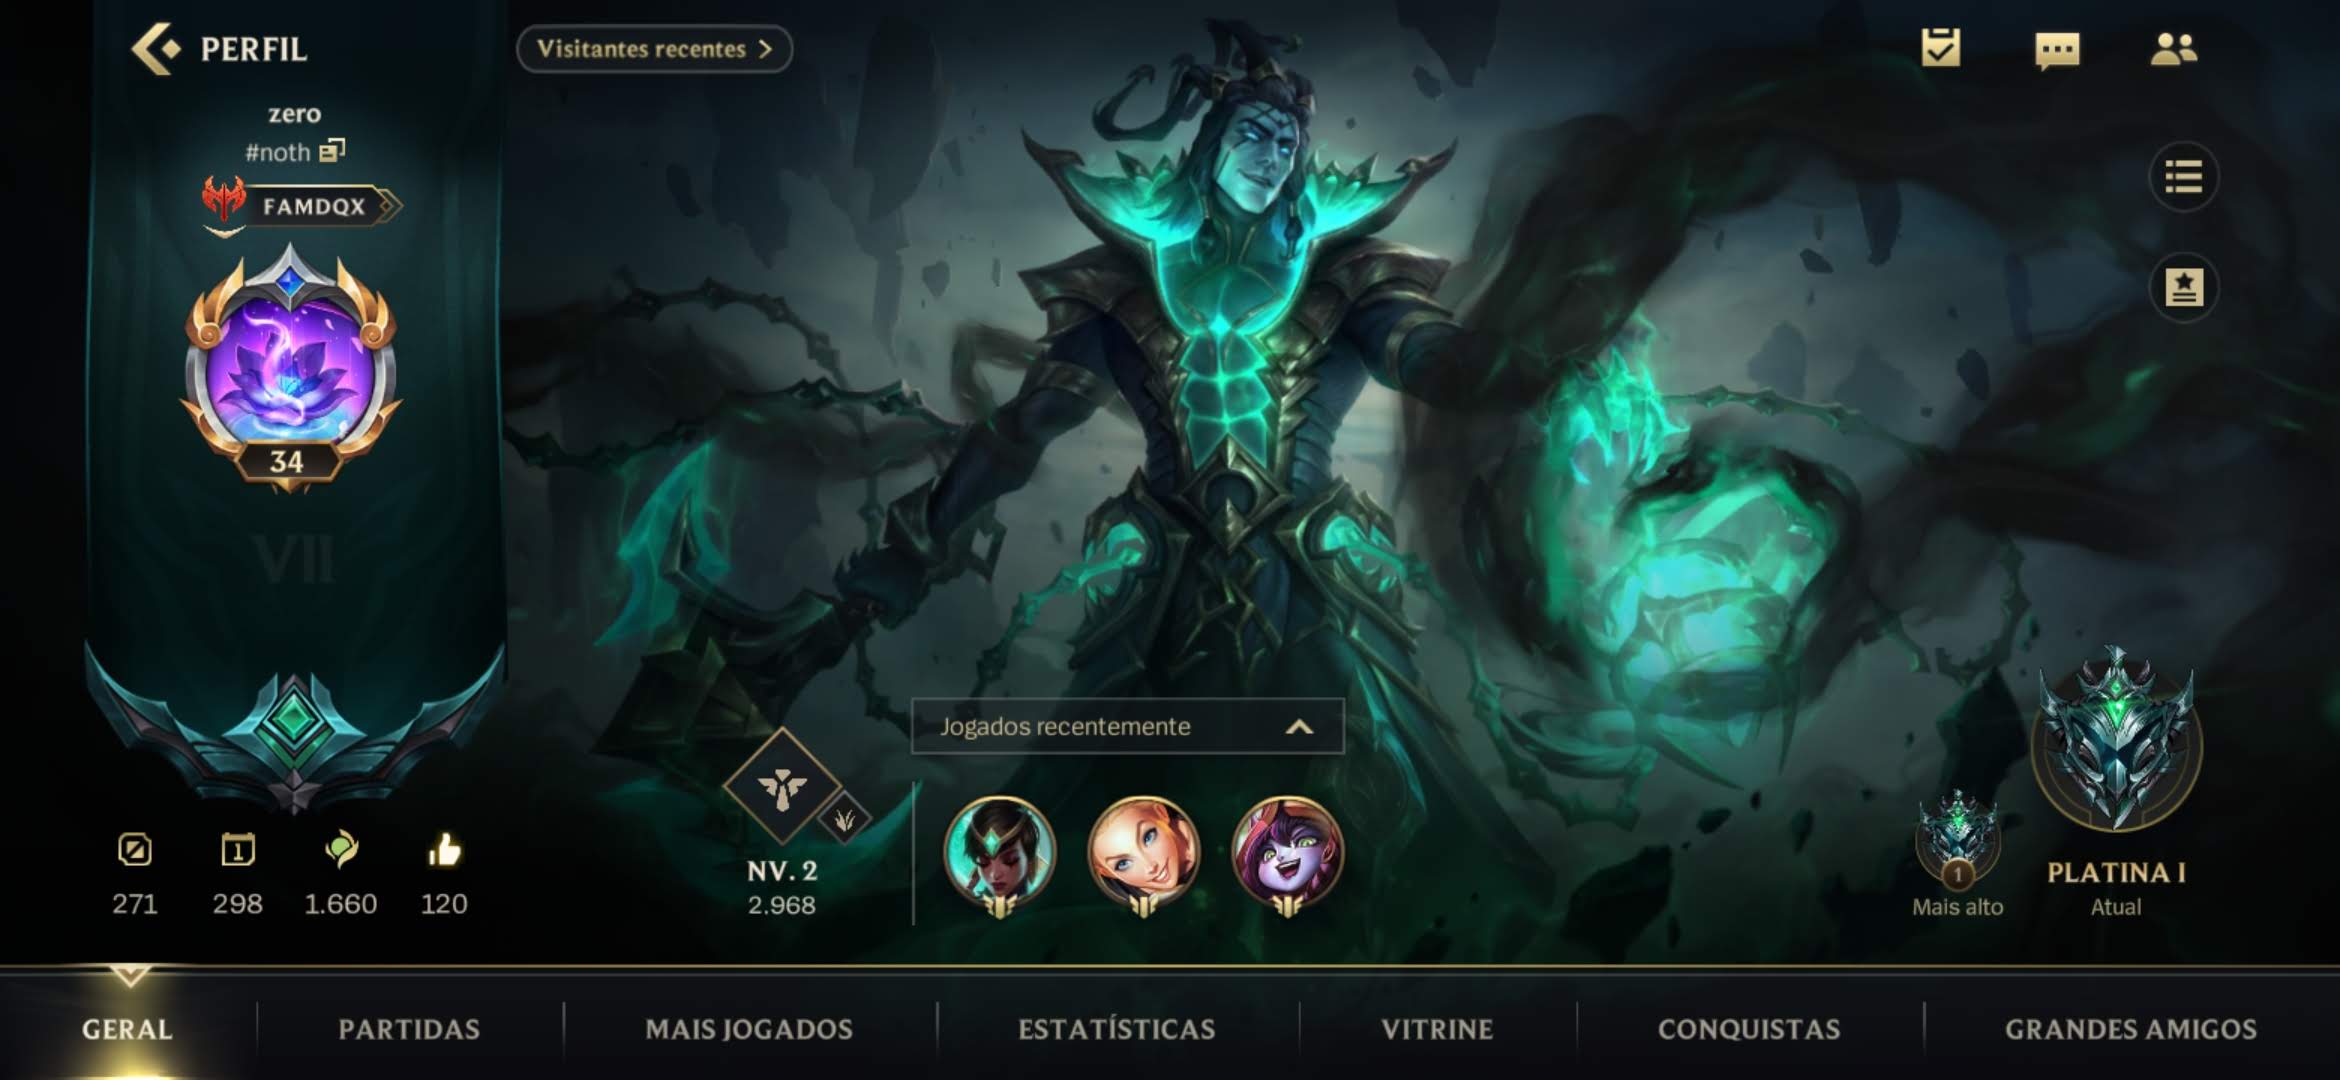 PERFIL
Visitantes recentes
zero
#noth
FAMDQX
34
VII
271
298
1.660
120
1
NV. 2
2.968
Jogados recentemente
1
Mais alto
PLATINA I
Atual
GERAL
PARTIDAS
MAIS JOGADOS
ESTATÍSTICAS
VITRINE
CONQUISTAS
GRANDES AMIGOS